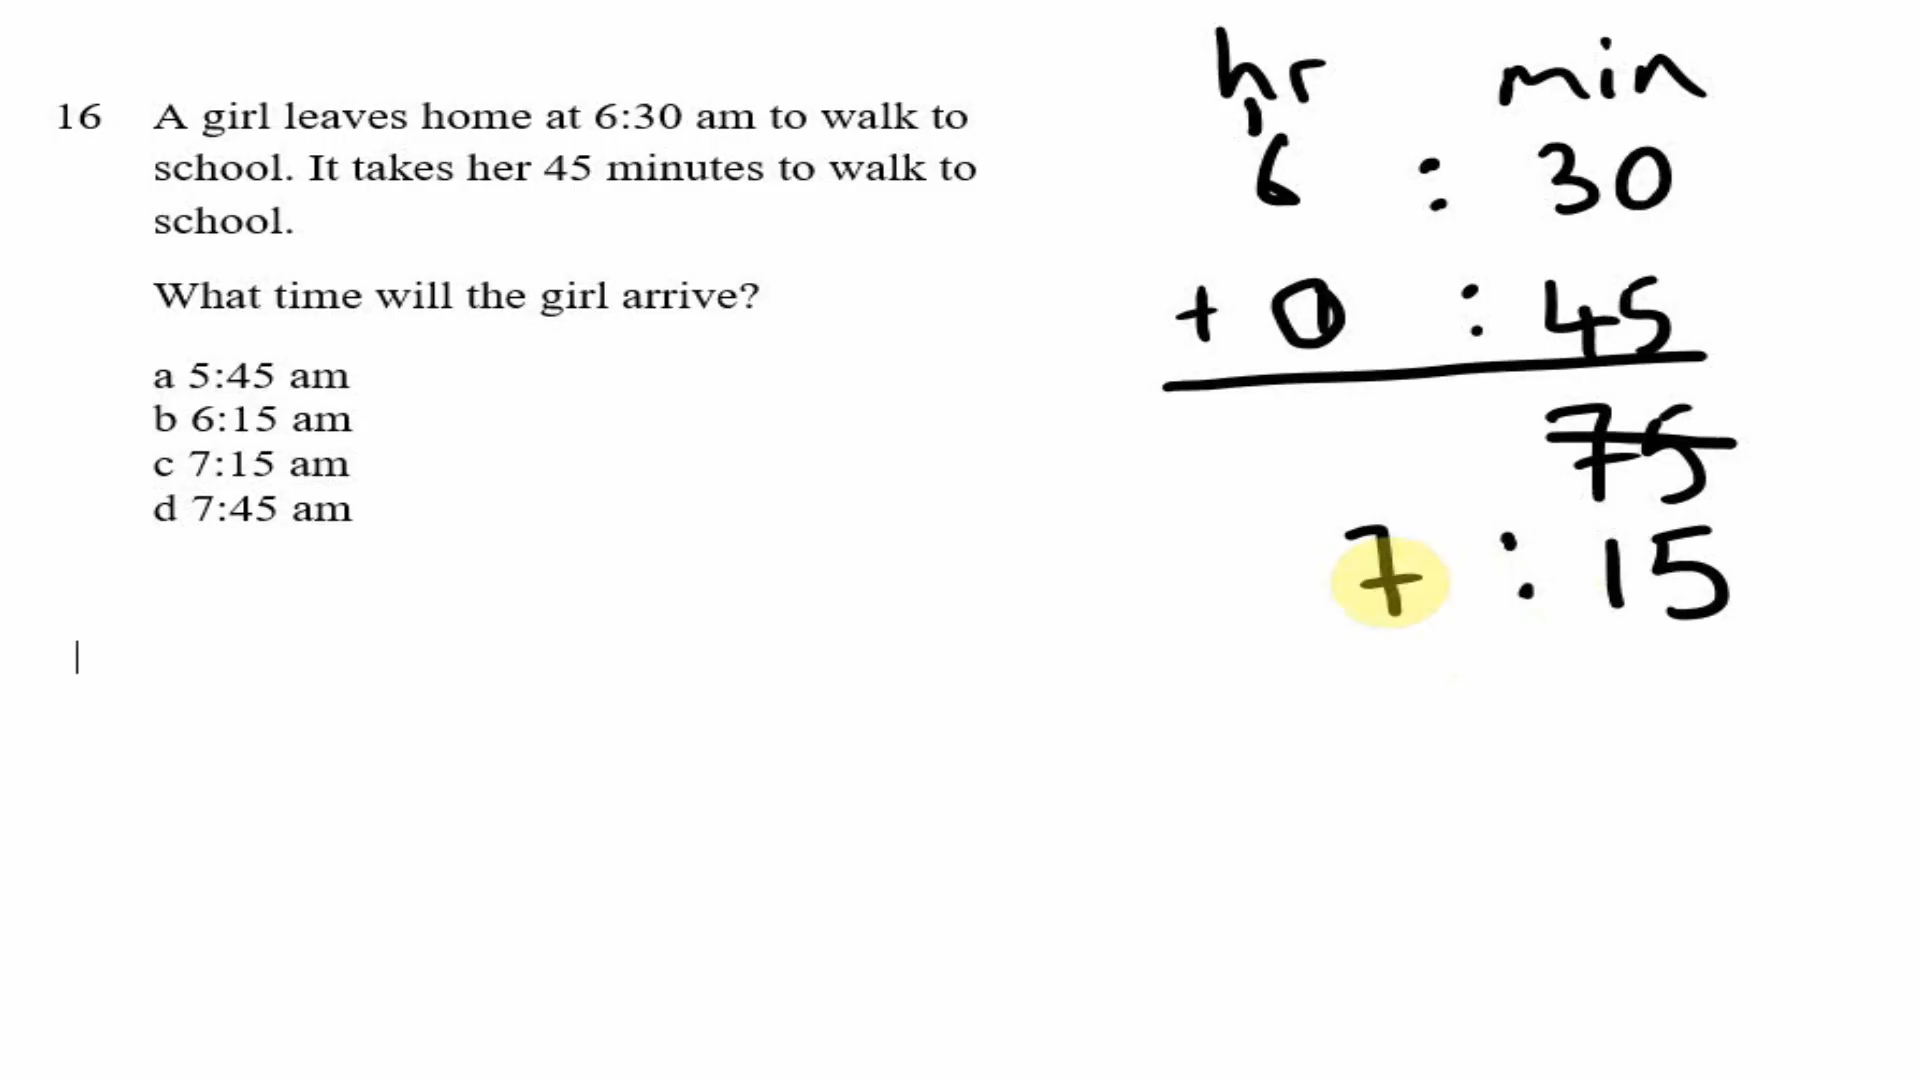 16 A girl leaves home at 6:30 am to walk to
school. It takes her 45 minutes to walk to
school.
What time will the girl arrive?
a 5:45 am
b 6:15 am
c 7:15 am
d 7:45 am
hr min
1
6 : 30
+ 0 : 45
75
7 : 15